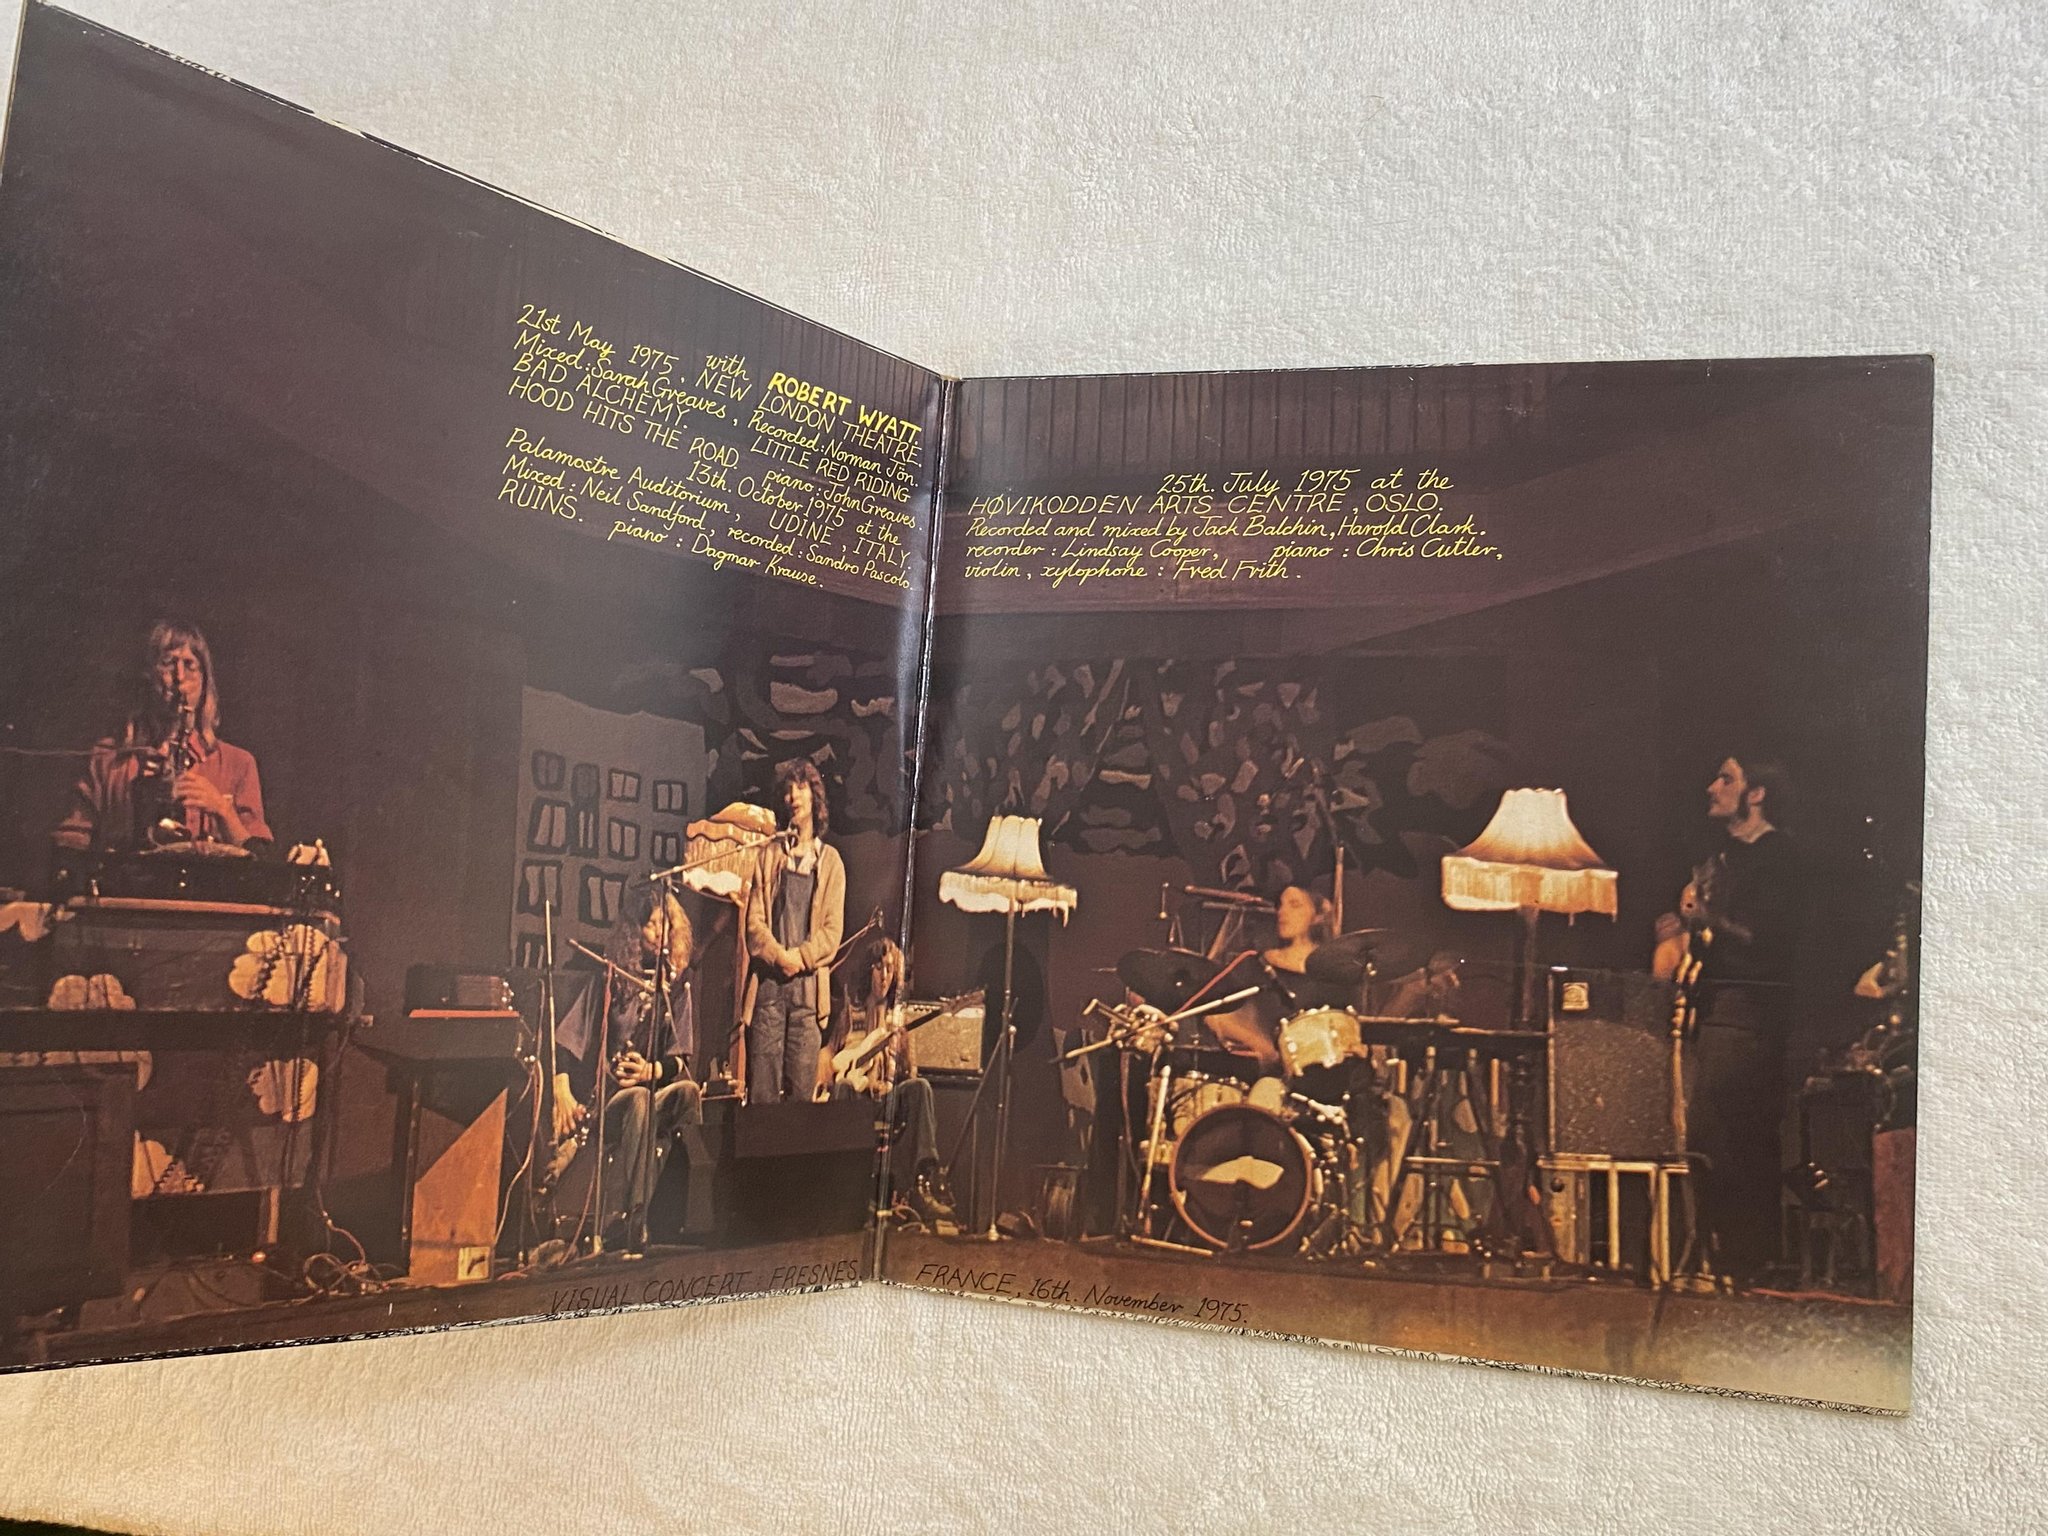 21st May 1975, with ROBERT WYATT.
NEW LONDON THEATRE.
Mixed: Sarah Greaves, Recorded: Norman Jön.
BAD ALCHEMY. LITTLE RED RIDING
HOOD HITS THE ROAD. piano: John Greaves.
13th. October 1975 at the
Palamostre Auditorium, UDINE, ITALY.
Mixed: Neil Sandford, recorded: Sandro Pascolo.
RUINS. piano: Dagmar Krause.
25th. July 1975 at the
HØVIKODDEN ARTS CENTRE, OSLO.
Recorded and mixed by Jack Balchin, Harold Clark.
recorder: Lindsay Cooper, piano: Chris Cutler,
violin, xylophone: Fred Frith.
VISUAL CONCEPT: FRESNES FRANCE, 16th. November 1975.